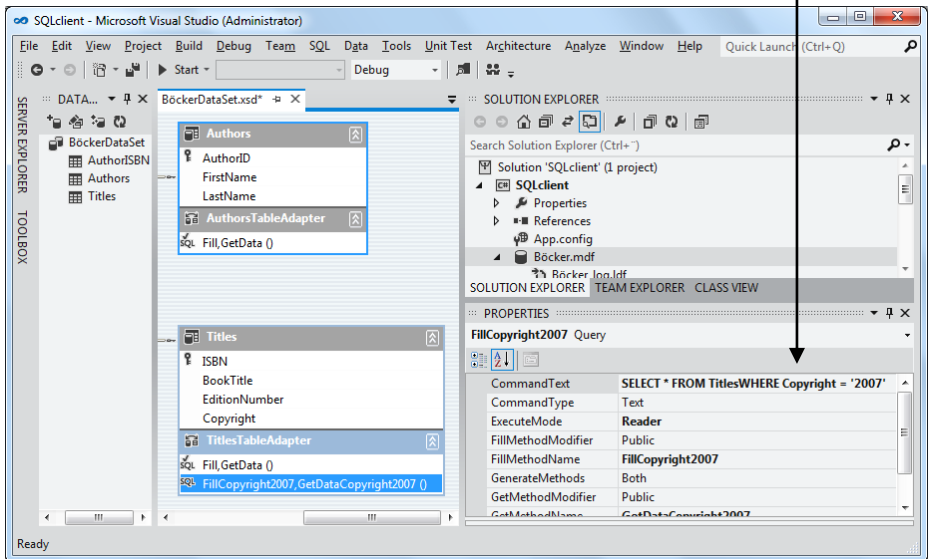 SQLclient - Microsoft Visual Studio (Administrator)
File Edit View Project Build Debug Team SQL Data Tools Unit Test Architecture Analyze Window Help Quick Launch (Ctrl+Q)
Start Debug
SERVER EXPLORER
TOOLBOX
DATA...
BöckerDataSet
AuthorISBN
Authors
Titles
BöckerDataSet.xsd*
Authors
AuthorID
FirstName
LastName
AuthorsTableAdapter
SQL Fill,GetData ()
Titles
ISBN
BookTitle
EditionNumber
Copyright
TitlesTableAdapter
SQL Fill,GetData ()
SQL FillCopyright2007,GetDataCopyright2007 ()
SOLUTION EXPLORER
Search Solution Explorer (Ctrl+¨)
Solution 'SQLclient' (1 project)
C# SQLclient
Properties
References
App.config
Böcker.mdf
Böcker_log.ldf
SOLUTION EXPLORER TEAM EXPLORER CLASS VIEW
PROPERTIES
FillCopyright2007 Query
CommandText SELECT * FROM TitlesWHERE Copyright = '2007'
CommandType Text
ExecuteMode Reader
FillMethodModifier Public
FillMethodName FillCopyright2007
GenerateMethods Both
GetMethodModifier Public
GetMethodName GetDataCopyright2007
Ready